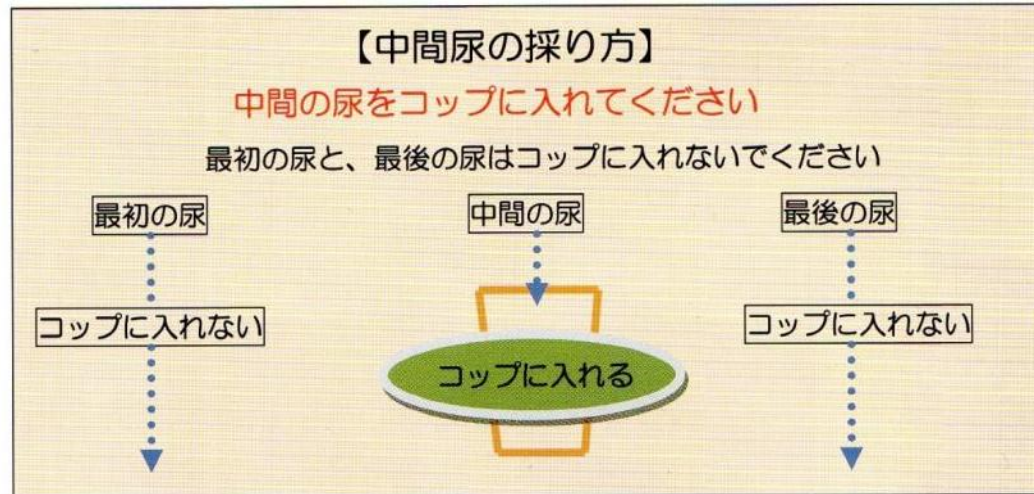 【中間尿の採り方】
中間の尿をコップに入れてください
最初の尿と、最後の尿はコップに入れないでください
最初の尿
中間の尿
最後の尿
コップに入れない
コップに入れる
コップに入れない